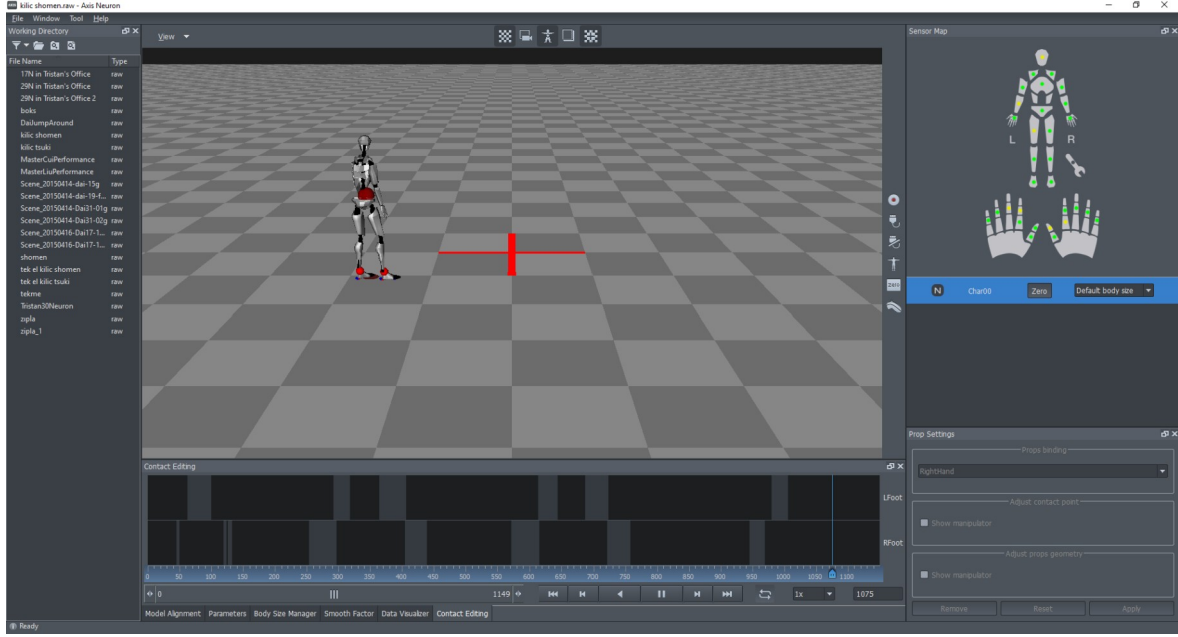 kilic shomen.raw - Axis Neuron
File Window Tool Help
Working Directory
File Name Type
17N in Tristan's Office raw
29N in Tristan's Office raw
29N in Tristan's Office 2 raw
boks raw
DaiJumpAround raw
kilic shomen raw
kilic tsuki raw
MasterCuiPerformance raw
MasterLiuPerformance raw
Scene_20150414-dai-15g raw
Scene_20150414-dai-19-f... raw
Scene_20150414-Dai31-01g raw
Scene_20150414-Dai31-02g raw
Scene_20150416-Dai17-1... raw
Scene_20150416-Dai17-1... raw
shomen raw
tek el kilic shomen raw
tek el kilic tsuki raw
tekme raw
Tristan30Neuron raw
zipla raw
zipla_1 raw
View
Zero
Sensor Map
L R
N Char00 Zero Default body size
Prop Settings
Props binding
RightHand
Adjust contact point
Show manipulator
Adjust props geometry
Show manipulator
Remove Reset Apply
Contact Editing
LFoot
RFoot
0 50 100 150 200 250 300 350 400 450 500 550 600 650 700 750 800 850 900 950 1000 1050 1100
0 1149 1x 1075
Model Alignment Parameters Body Size Manager Smooth Factor Data Visualizer Contact Editing
Ready